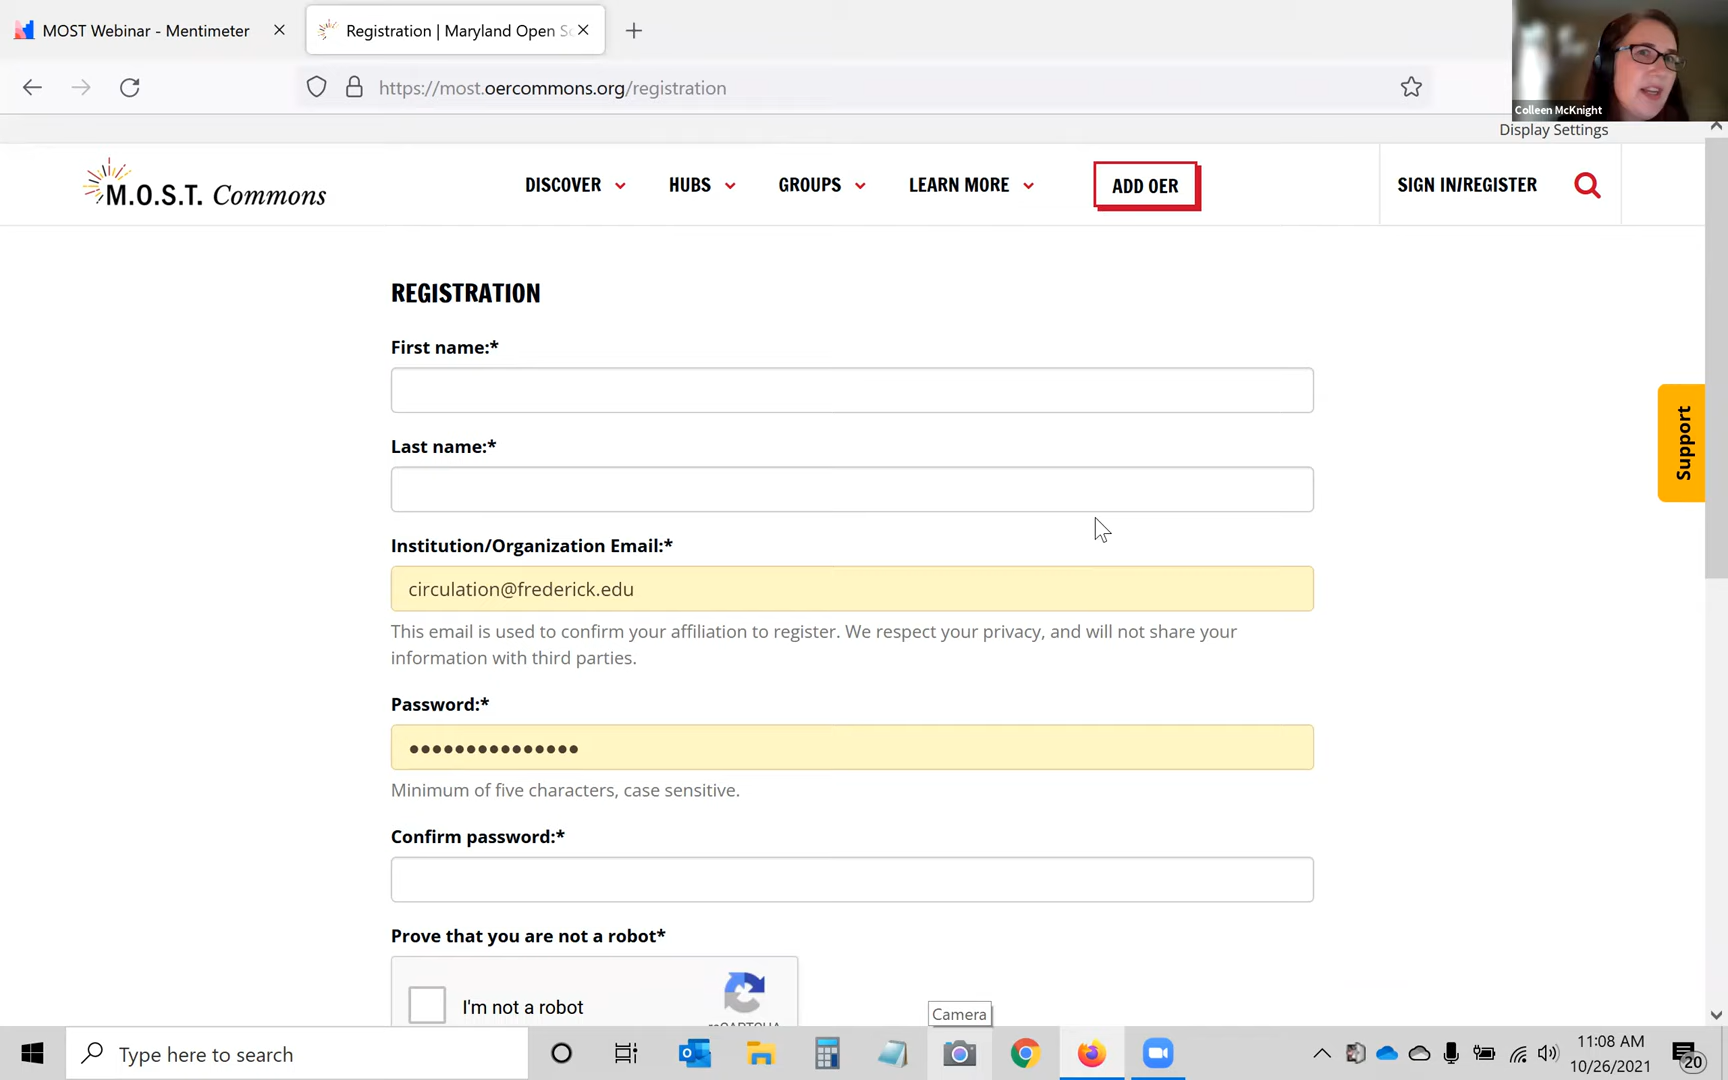 MOST Webinar - Mentimeter
Registration | Maryland Open S
https://most.oercommons.org/registration
Colleen McKnight
Display Settings
M.O.S.T. Commons
DISCOVER
HUBS
GROUPS
LEARN MORE
ADD OER
SIGN IN/REGISTER
REGISTRATION
First name:*
Last name:*
Support
Institution/Organization Email:*
circulation@frederick.edu
This email is used to confirm your affiliation to register. We respect your privacy, and will not share your
information with third parties.
Password:*
•••••••••••••••
Minimum of five characters, case sensitive.
Confirm password:*
Prove that you are not a robot*
I'm not a robot
reCAPTCHA
Camera
Type here to search
11:08 AM
10/26/2021
20